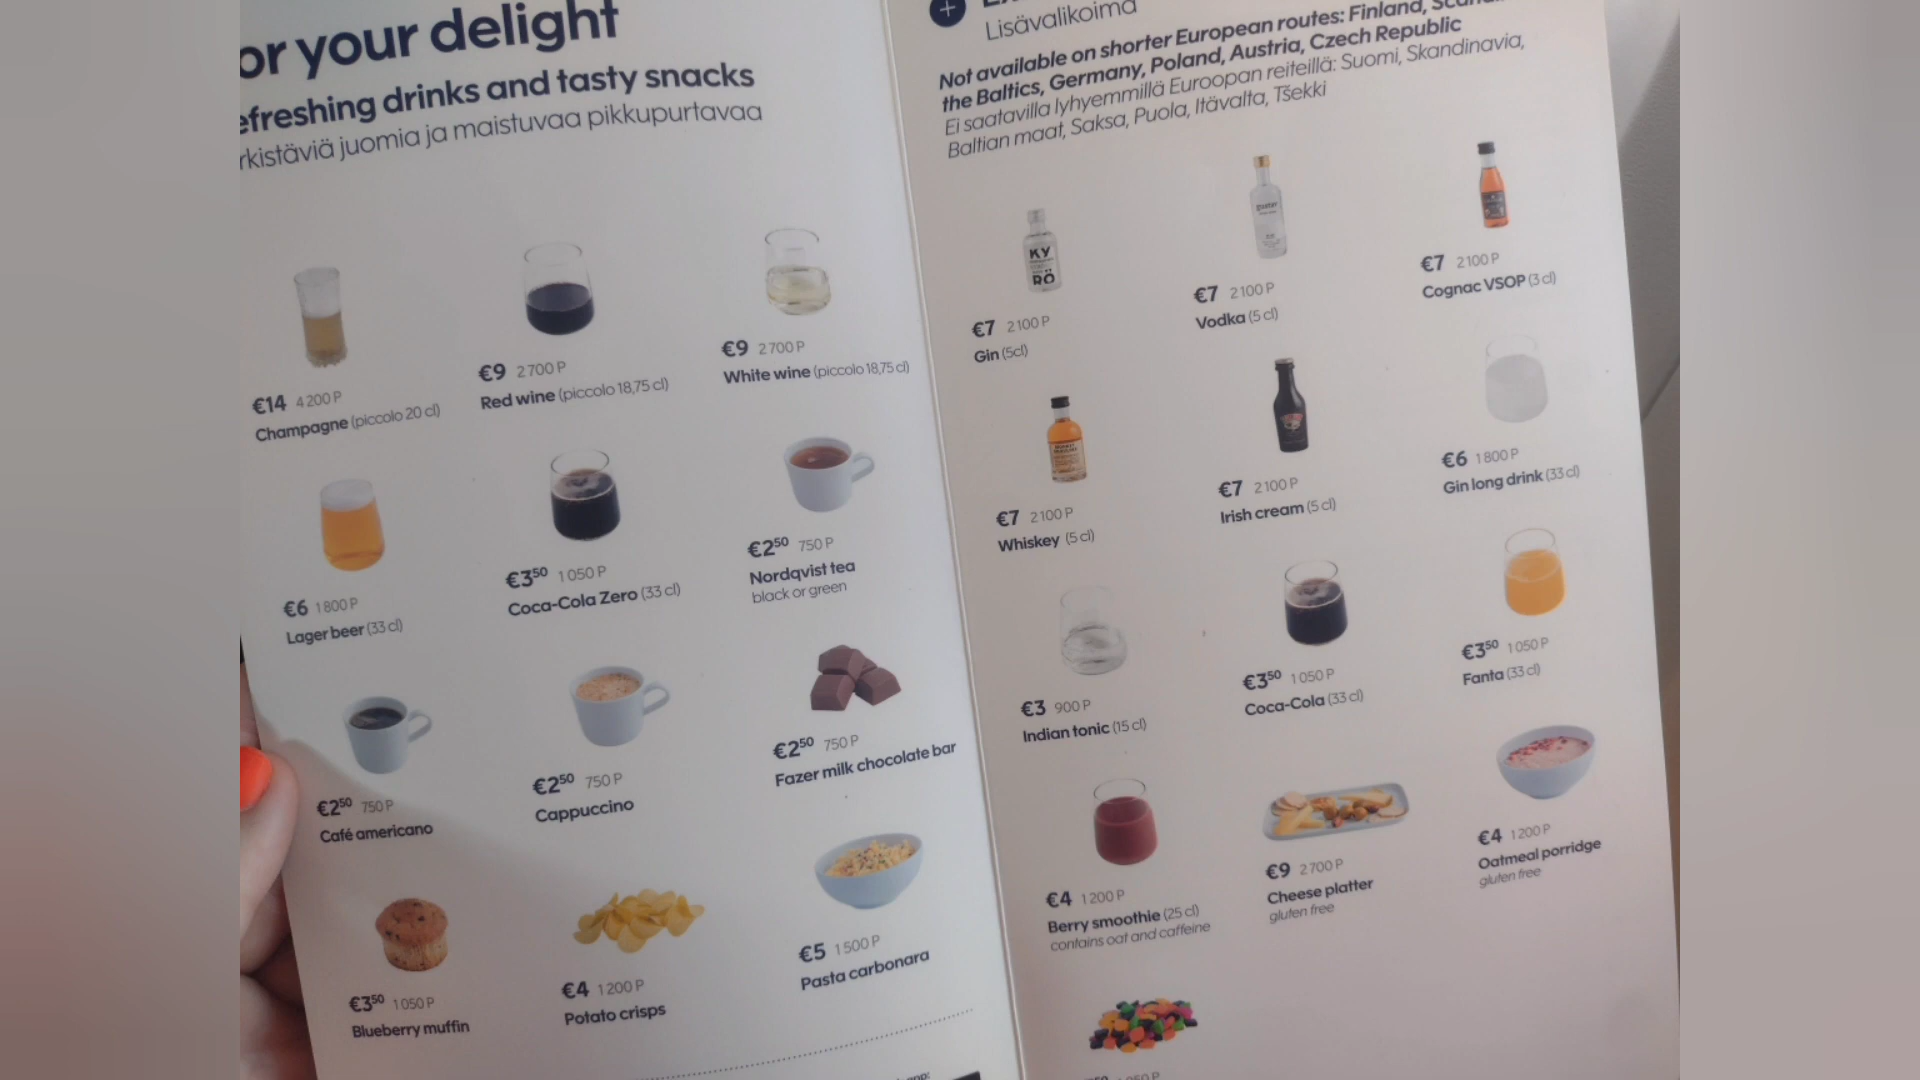 or your delight
efreshing drinks and tasty snacks
rkistäviä juomia ja maistuvaa pikkupurtavaa
€14 4 200 P
Champagne (piccolo 20 cl)
€9 2 700 P
Red wine (piccolo 18,75 cl)
€9 2 700 P
White wine (piccolo 18,75 cl)
€6 1 800 P
Lager beer (33 cl)
€3⁵⁰ 1 050 P
Coca-Cola Zero (33 cl)
€2⁵⁰ 750 P
Nordqvist tea
black or green
€2⁵⁰ 750 P
Café americano
€2⁵⁰ 750 P
Cappuccino
€2⁵⁰ 750 P
Fazer milk chocolate bar
€3⁵⁰ 1 050 P
Blueberry muffin
€4 1 200 P
Potato crisps
€5 1 500 P
Pasta carbonara
+
Lisävalikoima
Not available on shorter European routes: Finland,
the Baltics, Germany, Poland, Austria, Czech Republic
Ei saatavilla lyhyemmillä Euroopan reiteillä: Suomi, Skandinavia,
Baltian maat, Saksa, Puola, Itävalta, Tšekki
KY
RÖ
€7 2 100 P
Gin (5cl)
€7 2 100 P
Vodka (5 cl)
€7 2 100 P
Cognac VSOP (3 cl)
€7 2 100 P
Whiskey (5 cl)
€7 2 100 P
Irish cream (5 cl)
€6 1 800 P
Gin long drink (33 cl)
€3 900 P
Indian tonic (15 cl)
€3⁵⁰ 1 050 P
Coca-Cola (33 cl)
€3⁵⁰ 1 050 P
Fanta (33 cl)
€4 1 200 P
Berry smoothie (25 cl)
contains oat and caffeine
€9 2 700 P
Cheese platter
gluten free
€4 1 200 P
Oatmeal porridge
gluten free